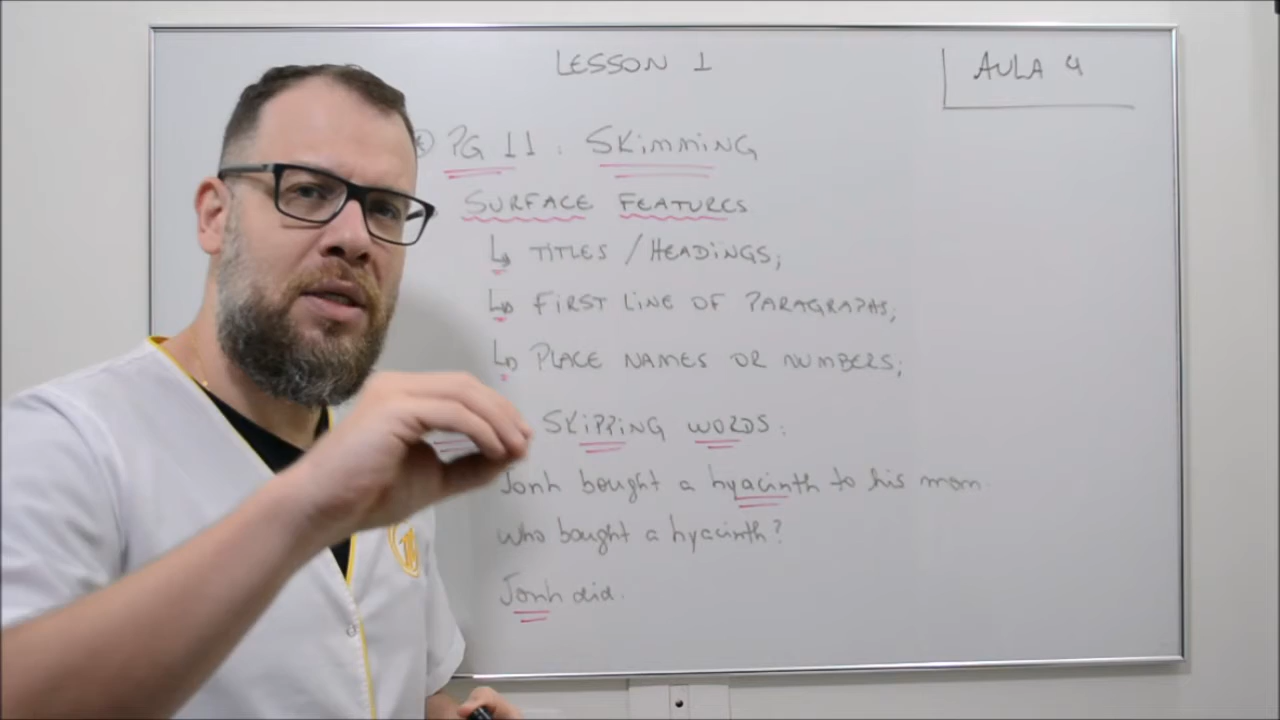 LESSON 1
AULA 4
PG 11: SKiMMiNG
SURFACE FEATURES
↳ TITLES / HEADiNGS;
↳ FiRST LiNE OF PARAGRAPHS;
↳ PLACE NAMES OR NUMBERS;
SKiPPiNG WORDS:
Jonh bought a hyacinth to his mom.
who bought a hyacinth?
Jonh did.